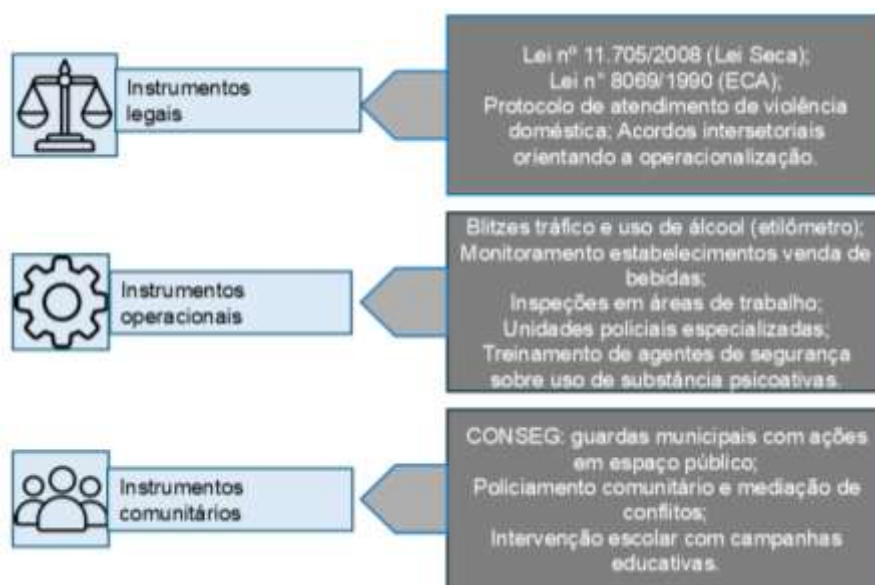 Instrumentos
legais
Lei nº 11.705/2008 (Lei Seca);
Lei n° 8069/1990 (ECA);
Protocolo de atendimento de violência
doméstica; Acordos intersetoriais
orientando a operacionalização.
Instrumentos
operacionais
Blitzes tráfico e uso de álcool (etilômetro);
Monitoramento estabelecimentos venda de
bebidas;
Inspeções em áreas de trabalho;
Unidades policiais especializadas;
Treinamento de agentes de segurança
sobre uso de substância psicoativas.
Instrumentos
comunitários
CONSEG: guardas municipais com ações
em espaço público;
Policiamento comunitário e mediação de
conflitos;
Intervenção escolar com campanhas
educativas.